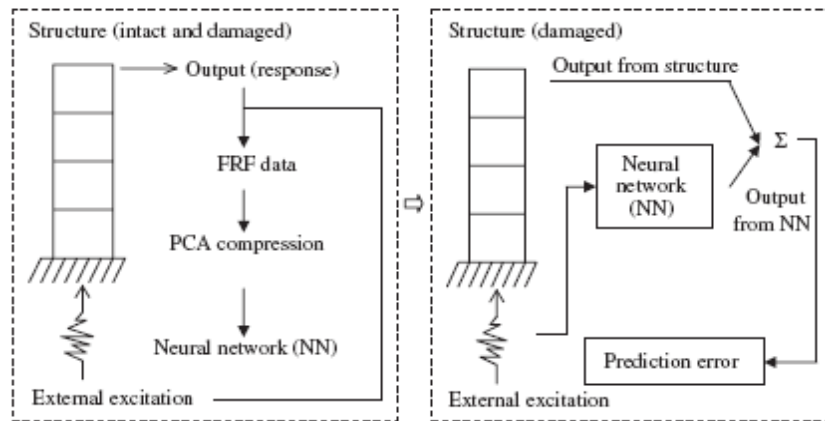 Structure (intact and damaged)
Output (response)
FRF data
PCA compression
Neural network (NN)
External excitation
Structure (damaged)
Output from structure
Σ
Neural
network
(NN)
Output
from NN
Prediction error
External excitation